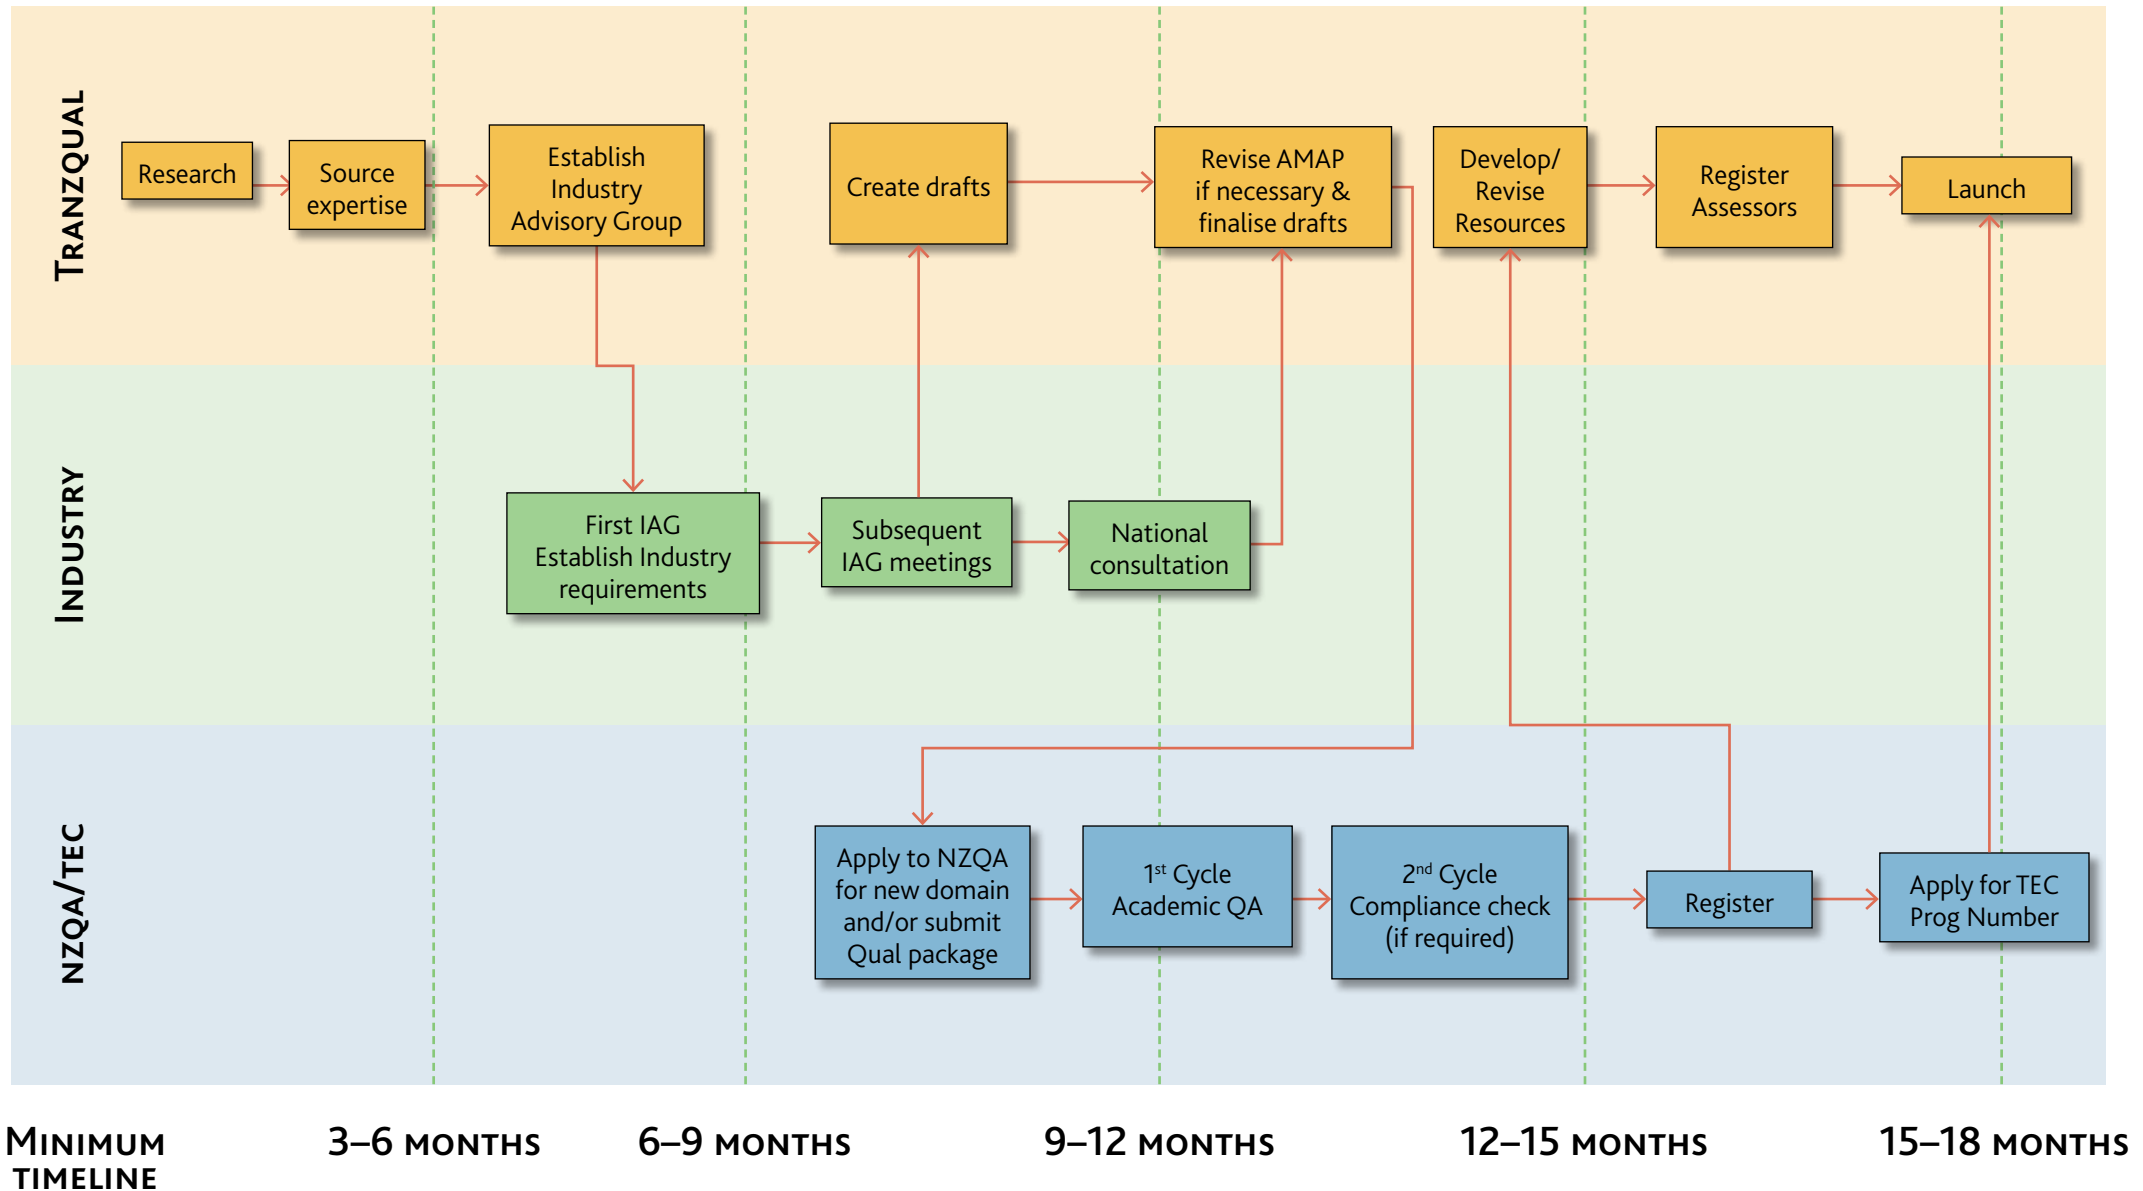 TRANZQUAL
Research
Source
expertise
Establish
Industry
Advisory Group
Create drafts
Revise AMAP
if necessary &
finalise drafts
Develop/
Revise
Resources
Register
Assessors
Launch
INDUSTRY
First IAG
Establish Industry
requirements
Subsequent
IAG meetings
National
consultation
NZQA/TEC
Apply to NZQA
for new domain
and/or submit
Qual package
1st Cycle
Academic QA
2nd Cycle
Compliance check
(if required)
Register
Apply for TEC
Prog Number
MINIMUM
TIMELINE
3–6 MONTHS
6–9 MONTHS
9–12 MONTHS
12–15 MONTHS
15–18 MONTHS